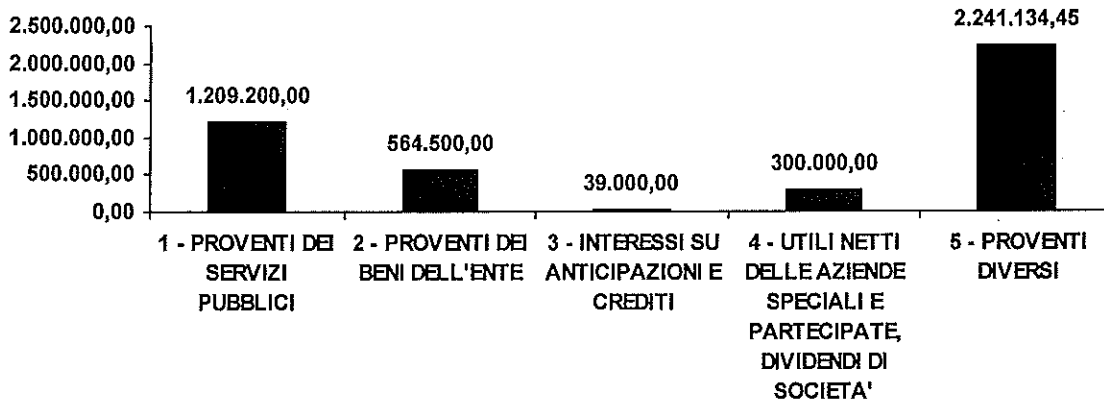 2.500.000,00
2.000.000,00
1.500.000,00
1.000.000,00
500.000,00
0,00
1.209.200,00
564.500,00
39.000,00
300.000,00
2.241.134,45
1 - PROVENTI DEI
SERVIZI
PUBBLICI
2 - PROVENTI DEI
BENI DELL'ENTE
3 - INTERESSI SU
ANTICIPAZIONI E
CREDITI
4 - UTILI NETTI
DELLE AZIENDE
SPECIALI E
PARTECIPATE,
DIVIDENDI DI
SOCIETA'
5 - PROVENTI
DIVERSI